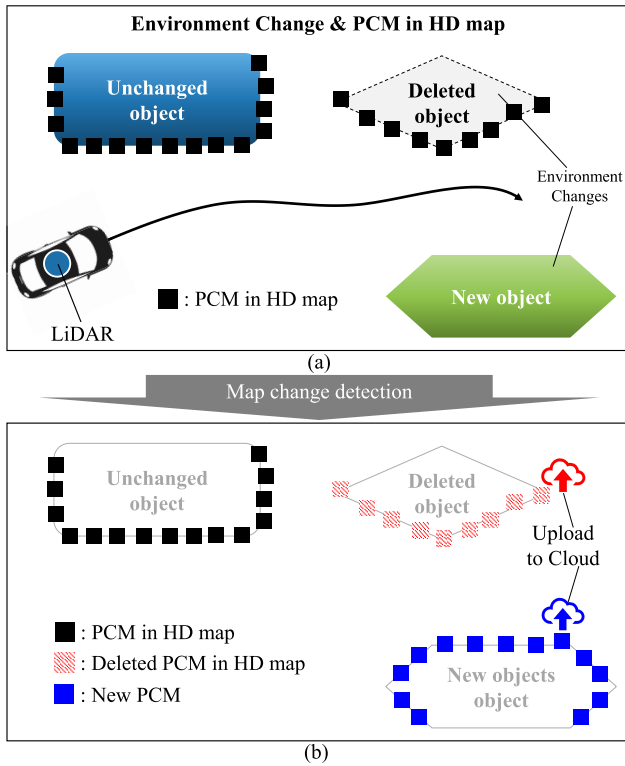 Environment Change & PCM in HD map
Unchanged
object
Deleted
object
Environment
Changes
: PCM in HD map
New object
LiDAR
(a)
Map change detection
Unchanged
object
Deleted
object
Upload
to Cloud
: PCM in HD map
: Deleted PCM in HD map
: New PCM
New objects
object
(b)